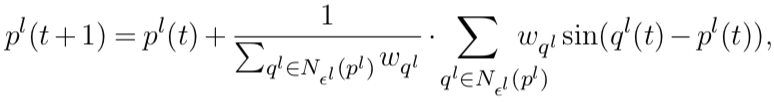 p^l(t+1) = p^l(t) + \frac{1}{\sum_{q^l \in N_{\epsilon^l}(p^l)} w_{q^l}} \cdot \sum_{q^l \in N_{\epsilon^l}(p^l)} w_{q^l} \sin(q^l(t) - p^l(t)),